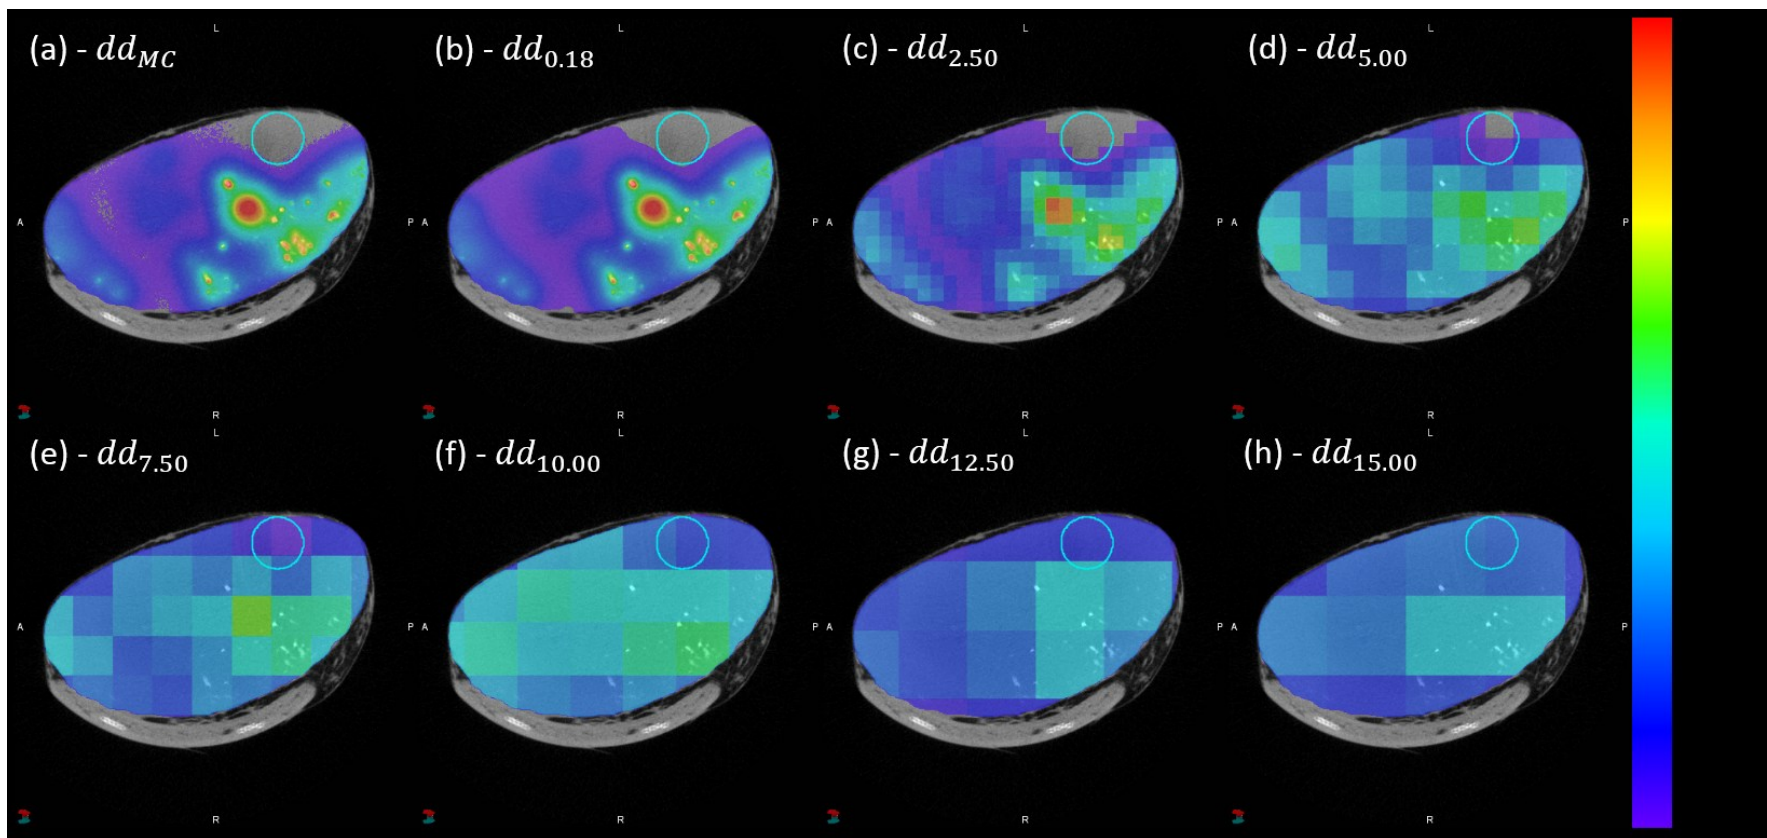 (a) - dd_MC
(b) - dd_0.18
(c) - dd_2.50
(d) - dd_5.00
L
L
L
L
A
P A
P A
P A
P
R
R
R
R
(e) - dd_7.50
(f) - dd_10.00
(g) - dd_12.50
(h) - dd_15.00
L
L
L
L
A
P A
P A
P A
P
R
R
R
R